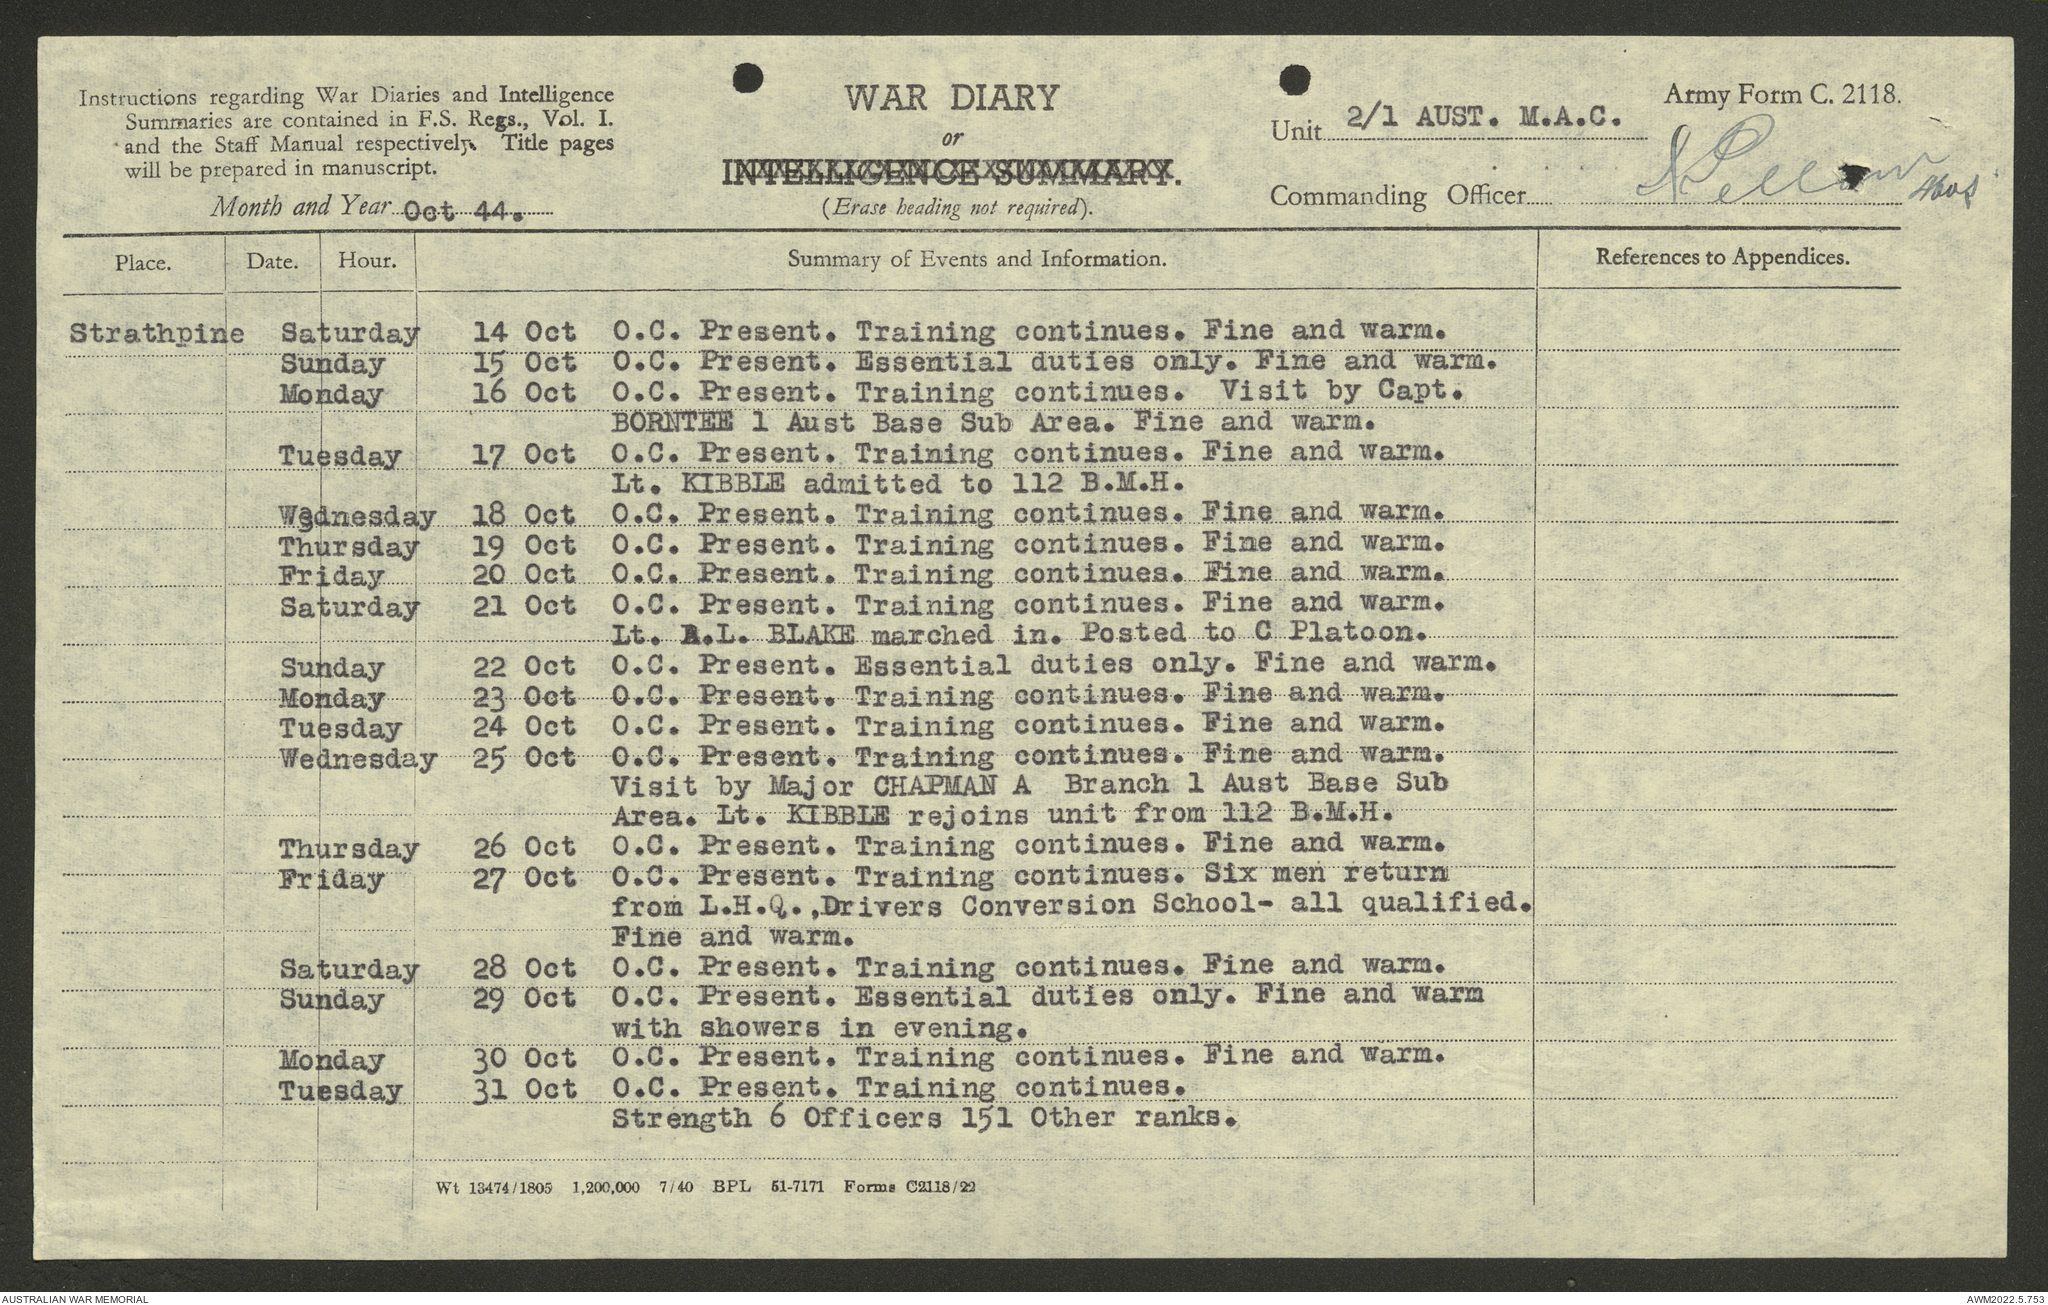 Instructions regarding War Diaries and Intelligence
Summaries are contained in F.S. Regs., Vol. I.
and the Staff Manual respectively. Title pages
will be prepared in manuscript.
Month and Year Oct 44.
WAR DIARY
or
INTELLIGENCE SUMMARY.
(Erase heading not required).
Army Form C. 2118.
Unit 2/1 AUST. M.A.C.
Commanding Officer
Place. Date. Hour. Summary of Events and Information. References to Appendices.
Strathpine Saturday 14 Oct O.C. Present. Training continues. Fine and warm.
Sunday 15 Oct O.C. Present. Essential duties only. Fine and warm.
Monday 16 Oct O.C. Present. Training continues. Visit by Capt.
BORNTEE 1 Aust Base Sub Area. Fine and warm.
Tuesday 17 Oct O.C. Present. Training continues. Fine and warm.
Lt. KIBBLE admitted to 112 B.M.H.
Wednesday 18 Oct O.C. Present. Training continues. Fine and warm.
Thursday 19 Oct O.C. Present. Training continues. Fine and warm.
Friday 20 Oct O.C. Present. Training continues. Fine and warm.
Saturday 21 Oct O.C. Present. Training continues. Fine and warm.
Lt. A.L. BLAKE marched in. Posted to C Platoon.
Sunday 22 Oct O.C. Present. Essential duties only. Fine and warm.
Monday 23 Oct O.C. Present. Training continues. Fine and warm.
Tuesday 24 Oct O.C. Present. Training continues. Fine and warm.
Wednesday 25 Oct O.C. Present. Training continues. Fine and warm.
Visit by Major CHAPMAN A Branch 1 Aust Base Sub
Area. Lt. KIBBLE rejoins unit from 112 B.M.H.
Thursday 26 Oct O.C. Present. Training continues. Fine and warm.
Friday 27 Oct O.C. Present. Training continues. Six men return
from L.H.Q.,Drivers Conversion School- all qualified.
Fine and warm.
Saturday 28 Oct O.C. Present. Training continues. Fine and warm.
Sunday 29 Oct O.C. Present. Essential duties only. Fine and warm
with showers in evening.
Monday 30 Oct O.C. Present. Training continues. Fine and warm.
Tuesday 31 Oct O.C. Present. Training continues.
Strength 6 Officers 151 Other ranks.
Wt 13474/1805 1,200,000 7/40 BPL 51-7171 Forms C2118/22
AUSTRALIAN WAR MEMORIAL
AWM2022.5.753